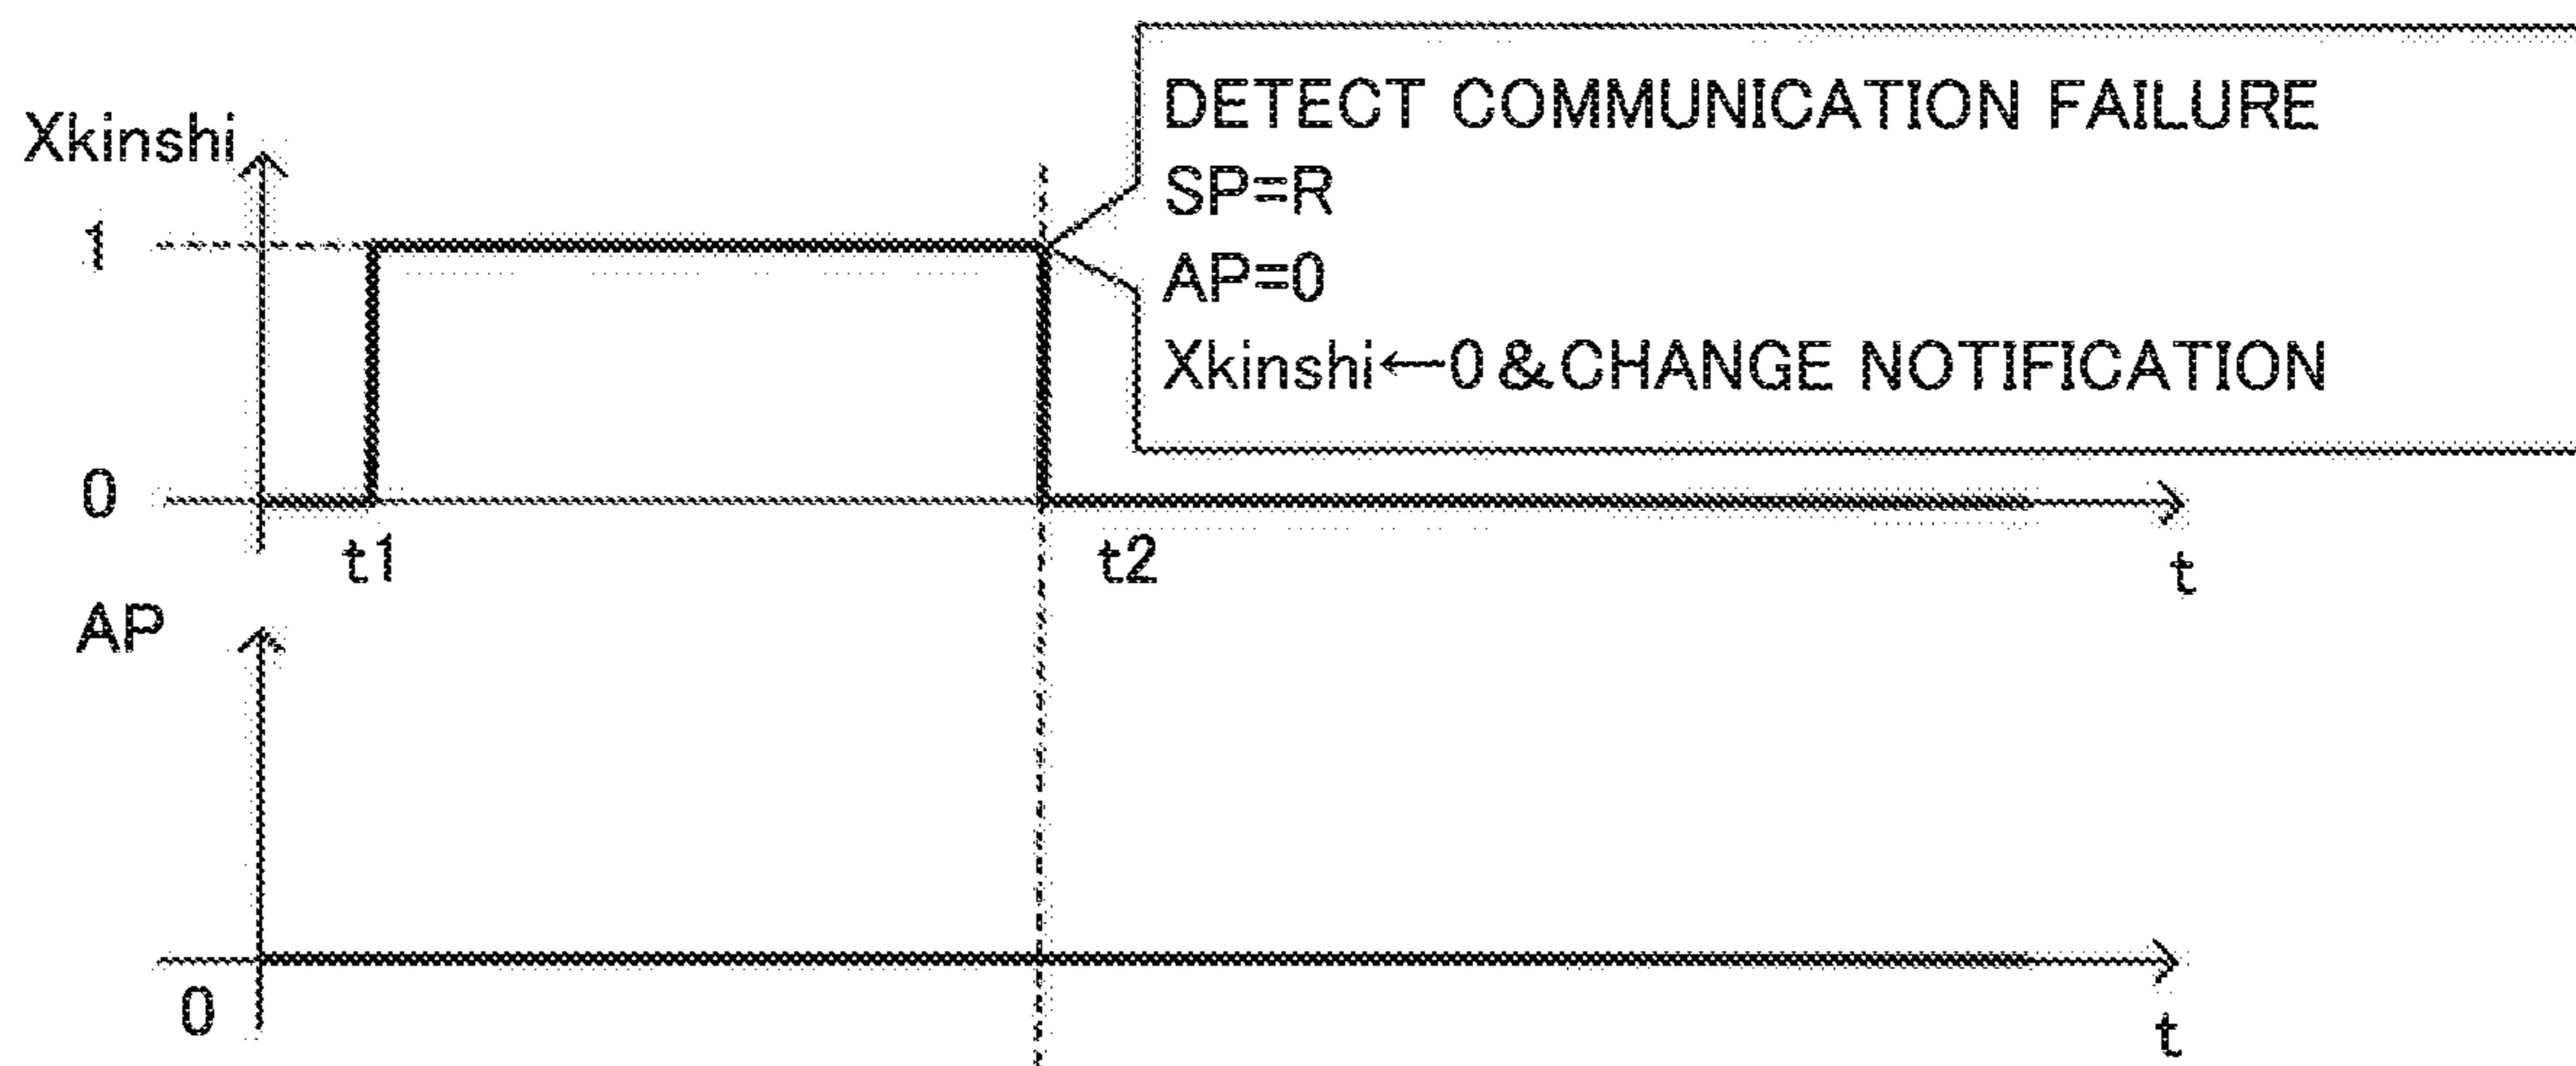 DETECT COMMUNICATION FAILURE
SP=R
AP=0
Xkinshi←0&CHANGE NOTIFICATION
Xkinshi
1
0
t1
t2
t
AP
0
t